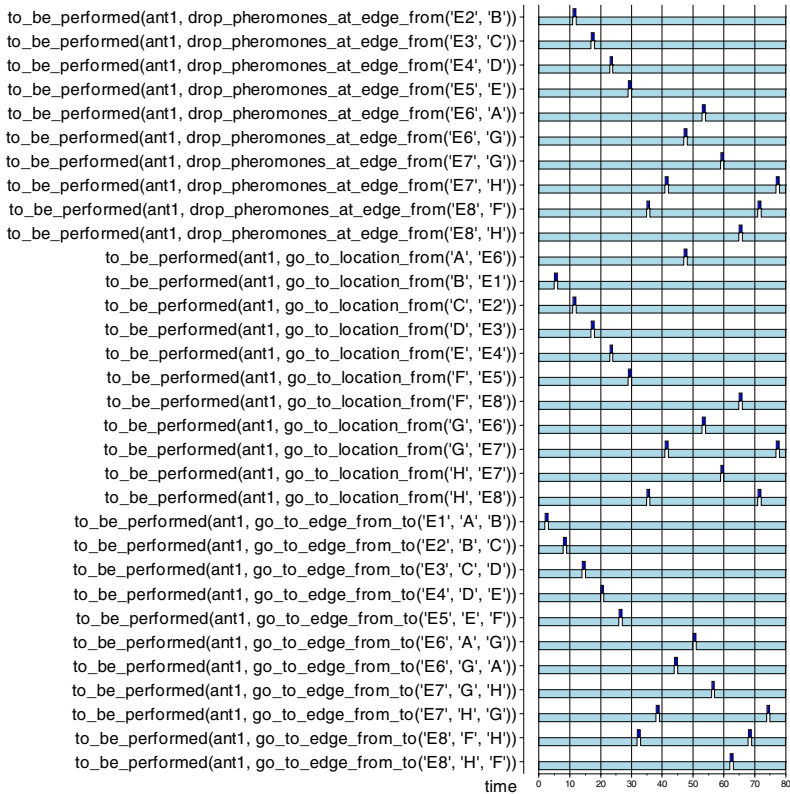 to_be_performed(ant1, drop_pheromones_at_edge_from('E2', 'B'))
to_be_performed(ant1, drop_pheromones_at_edge_from('E3', 'C'))
to_be_performed(ant1, drop_pheromones_at_edge_from('E4', 'D'))
to_be_performed(ant1, drop_pheromones_at_edge_from('E5', 'E'))
to_be_performed(ant1, drop_pheromones_at_edge_from('E6', 'A'))
to_be_performed(ant1, drop_pheromones_at_edge_from('E6', 'G'))
to_be_performed(ant1, drop_pheromones_at_edge_from('E7', 'G'))
to_be_performed(ant1, drop_pheromones_at_edge_from('E7', 'H'))
to_be_performed(ant1, drop_pheromones_at_edge_from('E8', 'F'))
to_be_performed(ant1, drop_pheromones_at_edge_from('E8', 'H'))
to_be_performed(ant1, go_to_location_from('A', 'E6'))
to_be_performed(ant1, go_to_location_from('B', 'E1'))
to_be_performed(ant1, go_to_location_from('C', 'E2'))
to_be_performed(ant1, go_to_location_from('D', 'E3'))
to_be_performed(ant1, go_to_location_from('E', 'E4'))
to_be_performed(ant1, go_to_location_from('F', 'E5'))
to_be_performed(ant1, go_to_location_from('F', 'E8'))
to_be_performed(ant1, go_to_location_from('G', 'E6'))
to_be_performed(ant1, go_to_location_from('G', 'E7'))
to_be_performed(ant1, go_to_location_from('H', 'E7'))
to_be_performed(ant1, go_to_location_from('H', 'E8'))
to_be_performed(ant1, go_to_edge_from_to('E1', 'A', 'B'))
to_be_performed(ant1, go_to_edge_from_to('E2', 'B', 'C'))
to_be_performed(ant1, go_to_edge_from_to('E3', 'C', 'D'))
to_be_performed(ant1, go_to_edge_from_to('E4', 'D', 'E'))
to_be_performed(ant1, go_to_edge_from_to('E5', 'E', 'F'))
to_be_performed(ant1, go_to_edge_from_to('E6', 'A', 'G'))
to_be_performed(ant1, go_to_edge_from_to('E6', 'G', 'A'))
to_be_performed(ant1, go_to_edge_from_to('E7', 'G', 'H'))
to_be_performed(ant1, go_to_edge_from_to('E7', 'H', 'G'))
to_be_performed(ant1, go_to_edge_from_to('E8', 'F', 'H'))
to_be_performed(ant1, go_to_edge_from_to('E8', 'H', 'F'))
time 0 10 20 30 40 50 60 70 80